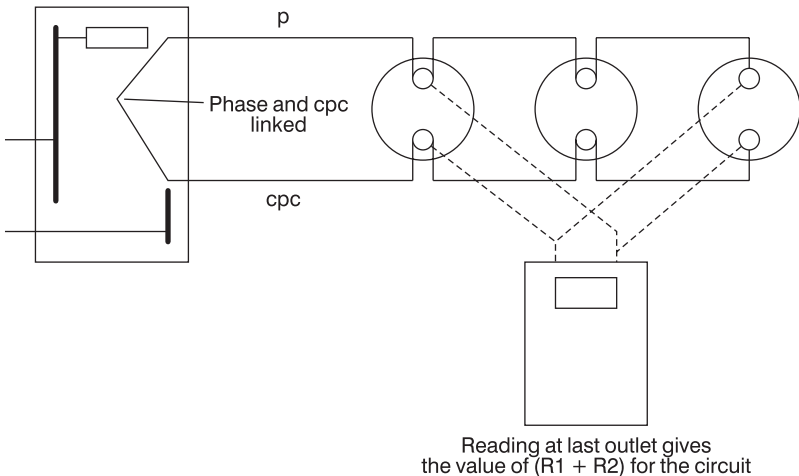 p
Phase and cpc
linked
cpc
Reading at last outlet gives
the value of (R1 + R2) for the circuit